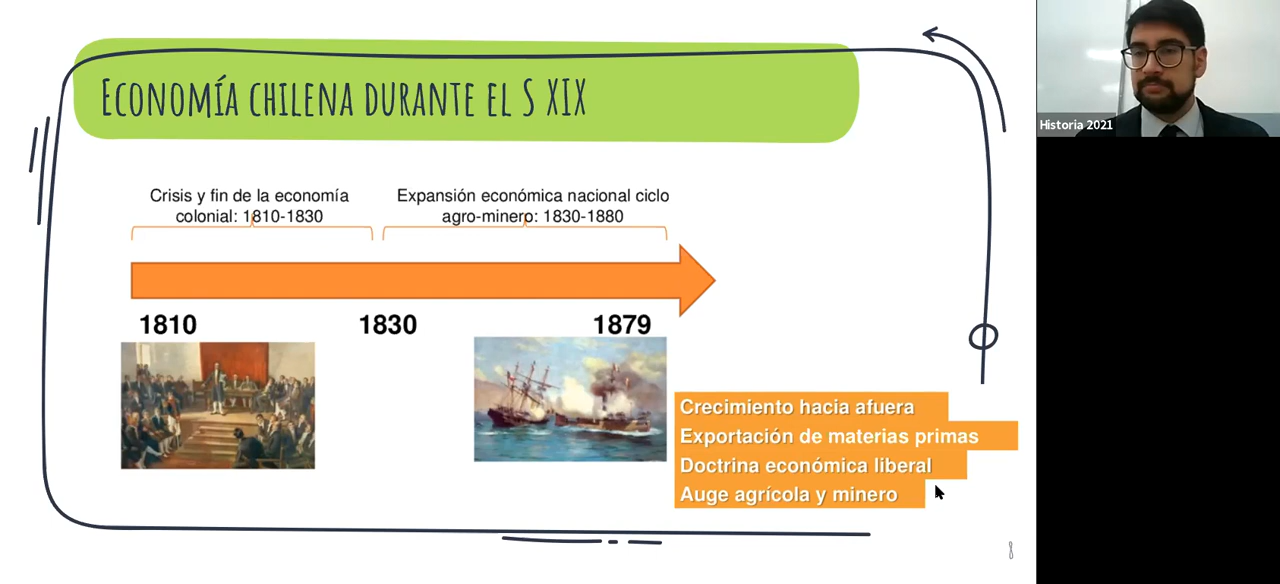 ECONOMÍA CHILENA DURANTE EL S XIX
Historia 2021
Crisis y fin de la economía
colonial: 1810-1830
Expansión económica nacional ciclo
agro-minero: 1830-1880
1810
1830
1879
Crecimiento hacia afuera
Exportación de materias primas
Doctrina económica liberal
Auge agrícola y minero
8